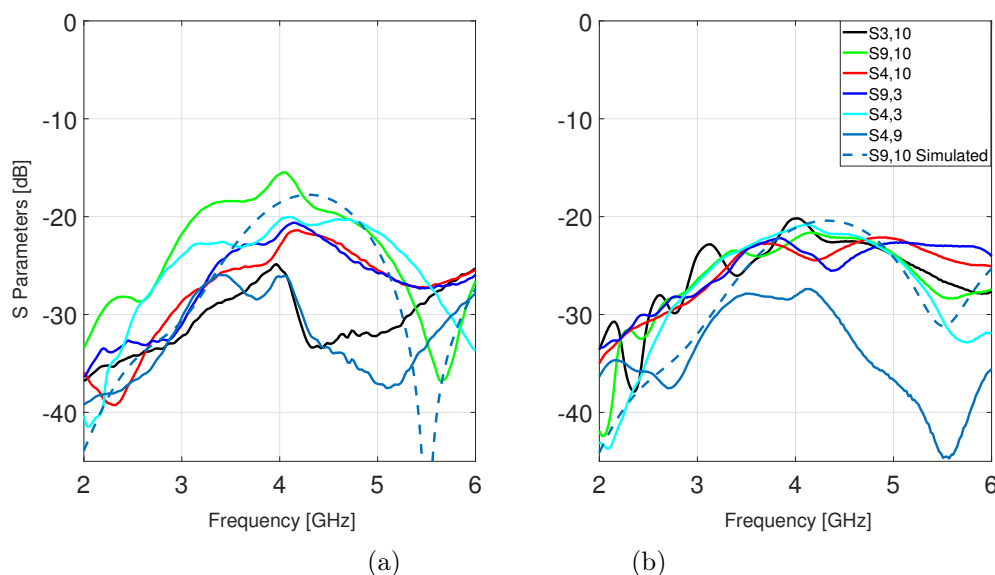 0
-10
-20
-30
-40
S Parameters [dB]
2
3
4
5
6
Frequency [GHz]
(a)
0
-10
-20
-30
-40
2
3
4
5
6
Frequency [GHz]
(b)
S3,10
S9,10
S4,10
S9,3
S4,3
S4,9
S9,10 Simulated